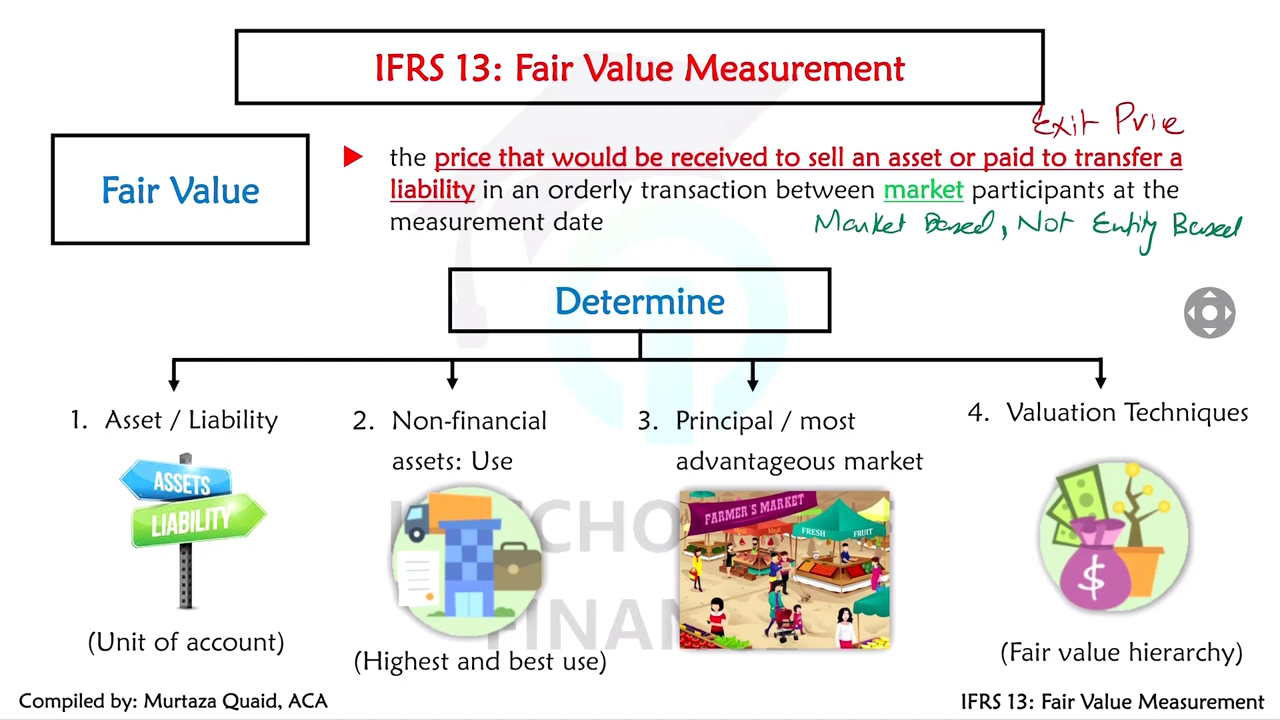 IFRS 13: Fair Value Measurement
Exit Price
Fair Value
the price that would be received to sell an asset or paid to transfer a
liability in an orderly transaction between market participants at the
measurement date
Market Based, Not Entity Based
Determine
1. Asset / Liability
2. Non-financial
assets: Use
3. Principal / most
advantageous market
4. Valuation Techniques
ASSETS
LIABILITY
FARMER'S MARKET
Meat
FRESH FRUIT
$
(Unit of account)
(Highest and best use)
(Fair value hierarchy)
Compiled by: Murtaza Quaid, ACA
IFRS 13: Fair Value Measurement